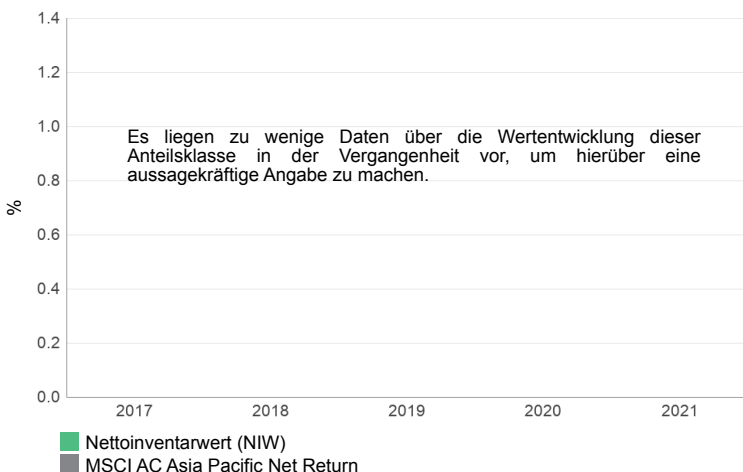 1.4
1.2
1.0
0.8
0.6
0.4
0.2
0.0
%
Es liegen zu wenige Daten über die Wertentwicklung dieser
Anteilsklasse in der Vergangenheit vor, um hierüber eine
aussagekräftige Angabe zu machen.
2017 2018 2019 2020 2021
Nettoinventarwert (NIW)
MSCI AC Asia Pacific Net Return